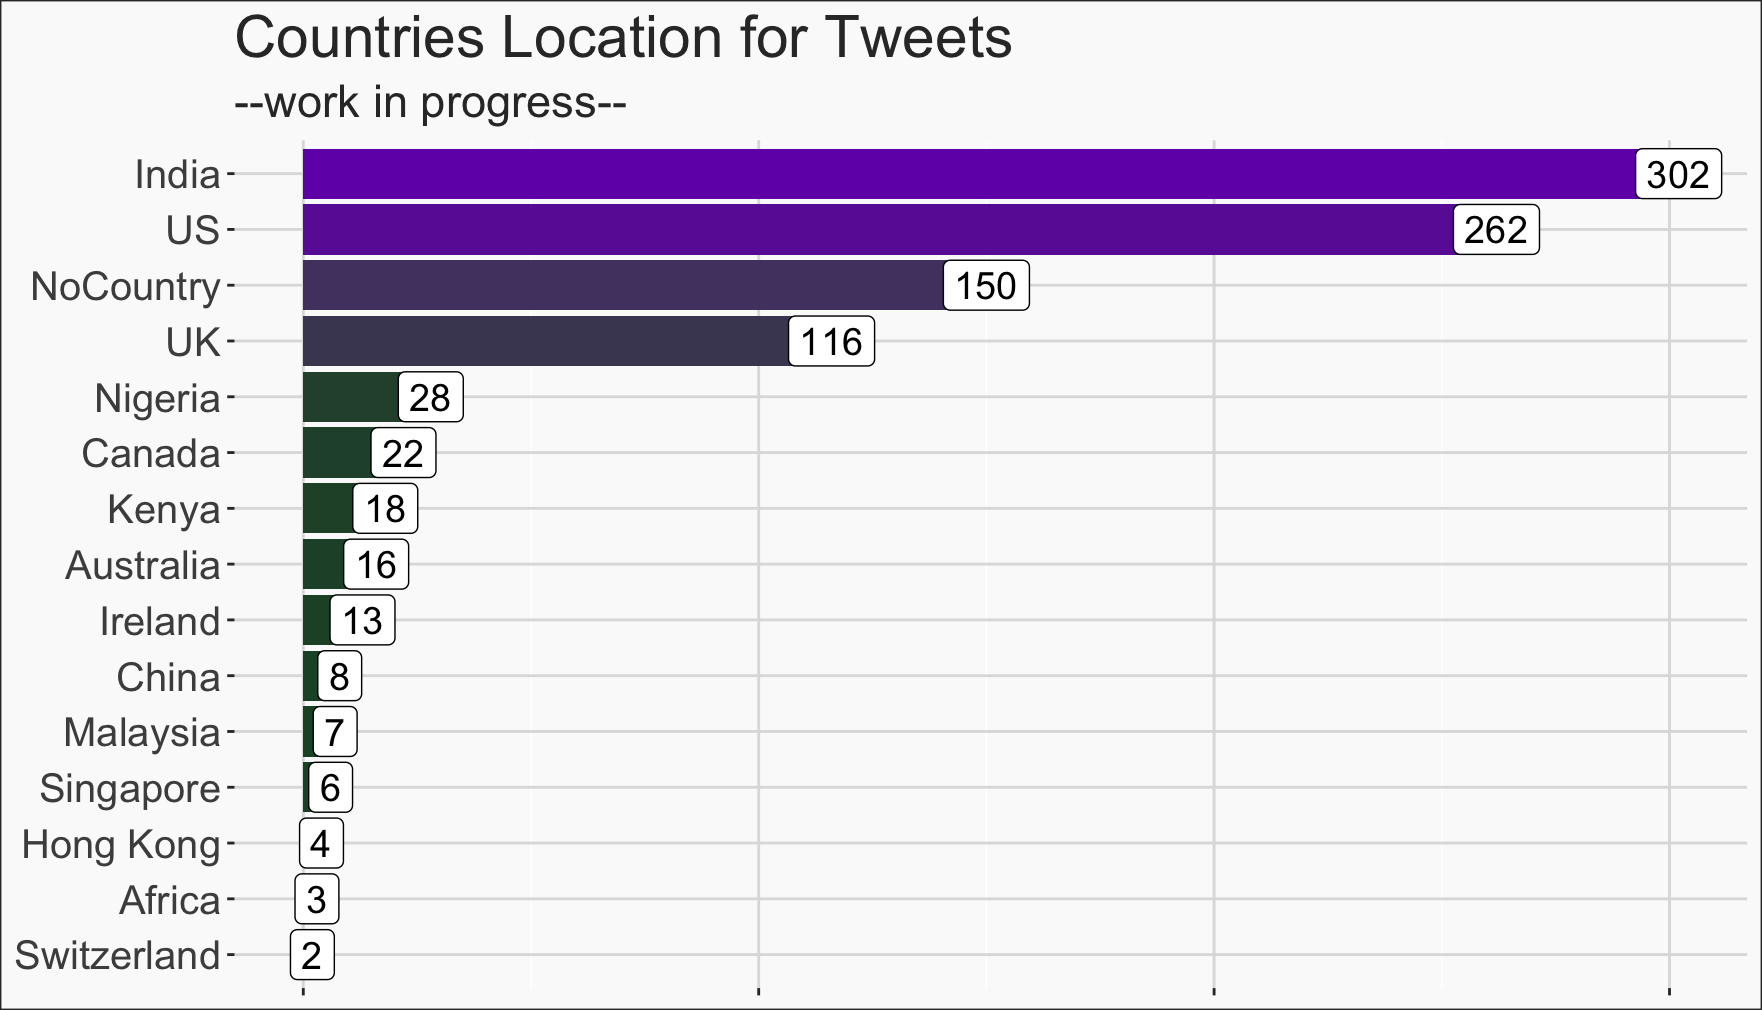 Countries Location for Tweets
--work in progress--
India 302
US 262
NoCountry 150
UK 116
Nigeria 28
Canada 22
Kenya 18
Australia 16
Ireland 13
China 8
Malaysia 7
Singapore 6
Hong Kong 4
Africa 3
Switzerland 2